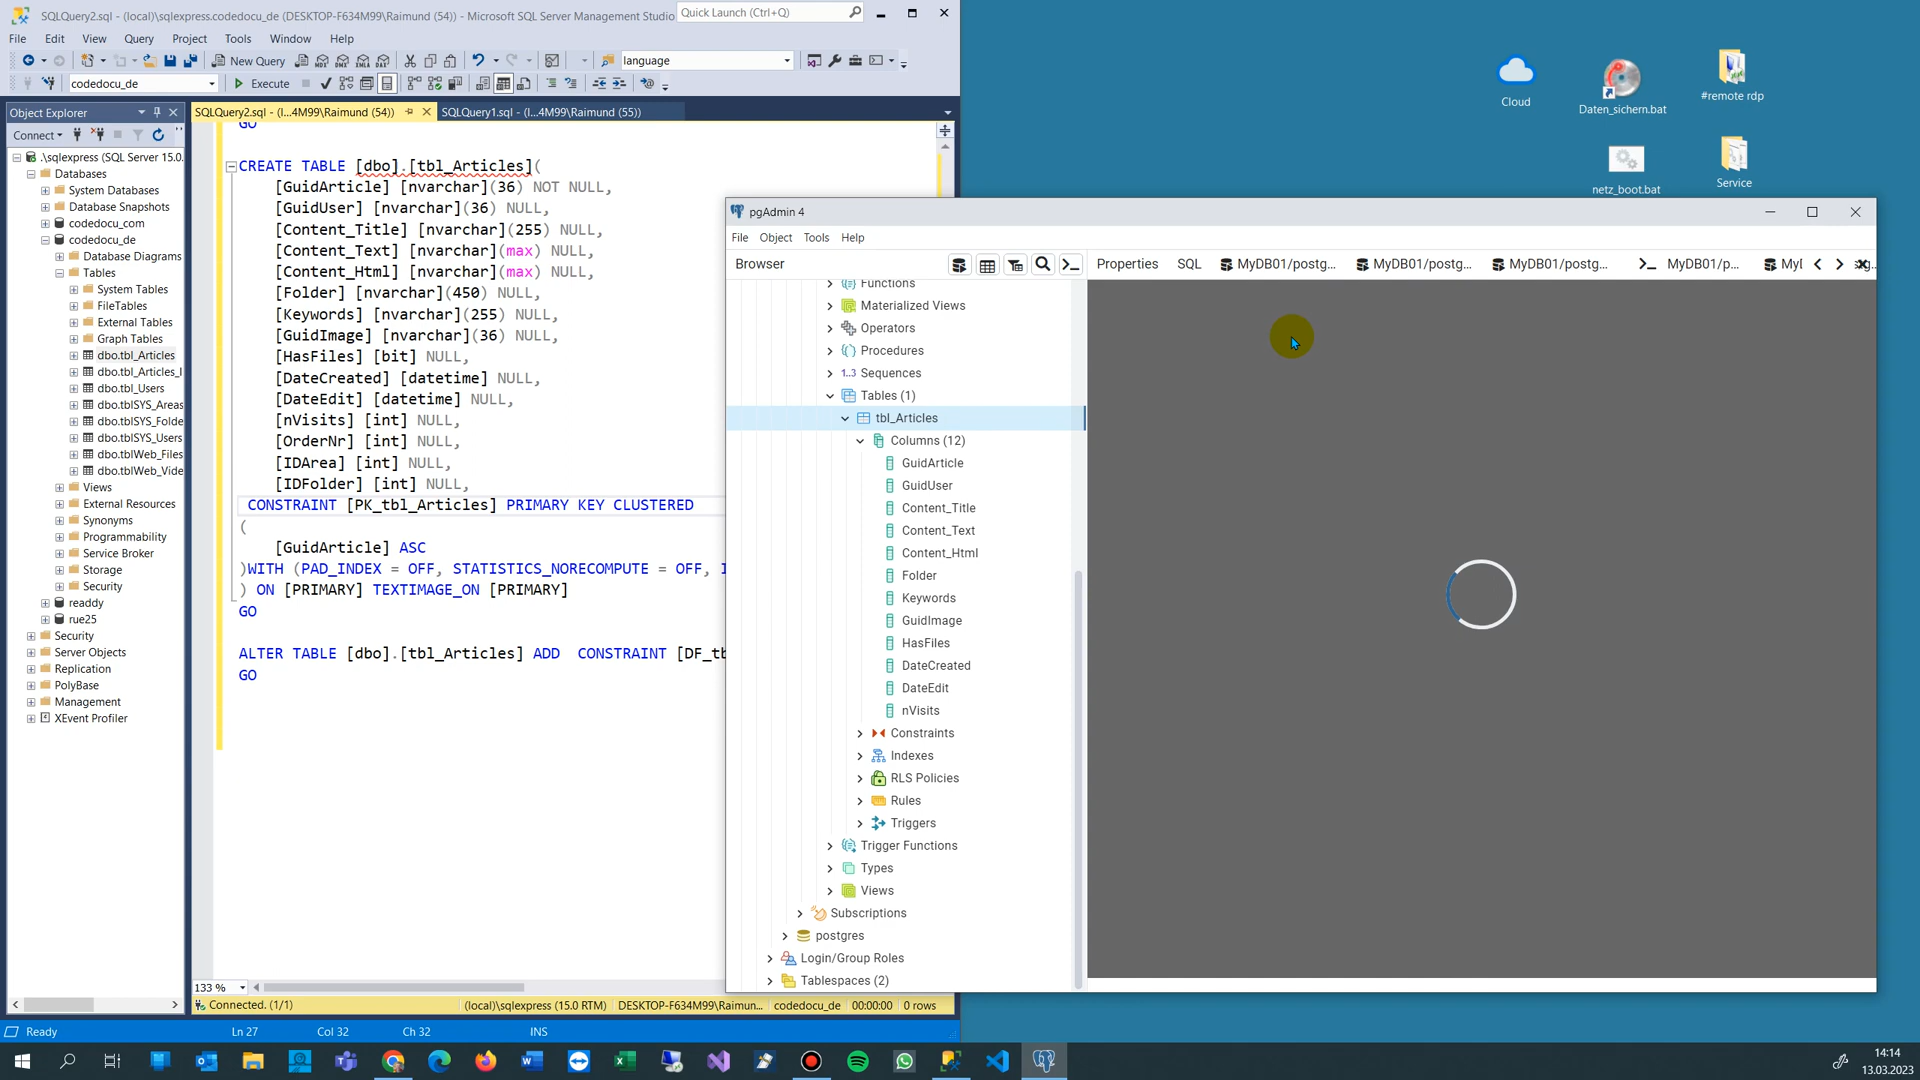 SQLQuery2.sql - (local)\sqlexpress.codedocu_de (DESKTOP-F634M99\Raimund (54)) - Microsoft SQL Server Management Studio
Quick Launch (Ctrl+Q)
File Edit View Query Project Tools Window Help
New Query
language
codedocu_de
Execute
Object Explorer
Connect
.\sqlexpress (SQL Server 15.0.
Databases
System Databases
Database Snapshots
codedocu_com
codedocu_de
Database Diagrams
Tables
System Tables
FileTables
External Tables
Graph Tables
dbo.tbl_Articles
dbo.tbl_Articles_I
dbo.tbl_Users
dbo.tblSYS_Areas
dbo.tblSYS_Folde
dbo.tblSYS_Users
dbo.tblWeb_Files
dbo.tblWeb_Vide
Views
External Resources
Synonyms
Programmability
Service Broker
Storage
Security
readdy
rue25
Security
Server Objects
Replication
PolyBase
Management
XEvent Profiler
SQLQuery2.sql - (l...4M99\Raimund (54))
SQLQuery1.sql - (l...4M99\Raimund (55))
GO
CREATE TABLE [dbo].[tbl_Articles](
[GuidArticle] [nvarchar](36) NOT NULL,
[GuidUser] [nvarchar](36) NULL,
[Content_Title] [nvarchar](255) NULL,
[Content_Text] [nvarchar](max) NULL,
[Content_Html] [nvarchar](max) NULL,
[Folder] [nvarchar](450) NULL,
[Keywords] [nvarchar](255) NULL,
[GuidImage] [nvarchar](36) NULL,
[HasFiles] [bit] NULL,
[DateCreated] [datetime] NULL,
[DateEdit] [datetime] NULL,
[nVisits] [int] NULL,
[OrderNr] [int] NULL,
[IDArea] [int] NULL,
[IDFolder] [int] NULL,
CONSTRAINT [PK_tbl_Articles] PRIMARY KEY CLUSTERED
(
[GuidArticle] ASC
)WITH (PAD_INDEX = OFF, STATISTICS_NORECOMPUTE = OFF, I
) ON [PRIMARY] TEXTIMAGE_ON [PRIMARY]
GO
ALTER TABLE [dbo].[tbl_Articles] ADD  CONSTRAINT [DF_tb
GO
133 %
Connected. (1/1)
(local)\sqlexpress (15.0 RTM)
DESKTOP-F634M99\Raimun...
codedocu_de
00:00:00
0 rows
Ready
Ln 27
Col 32
Ch 32
INS
Cloud
Daten_sichern.bat
#remote rdp
netz_boot.bat
Service
pgAdmin 4
File Object Tools Help
Browser
Properties
SQL
MyDB01/postg...
MyDB01/postg...
MyDB01/postg...
MyDB01/p...
MyI
Functions
Materialized Views
Operators
Procedures
1..3 Sequences
Tables (1)
tbl_Articles
Columns (12)
GuidArticle
GuidUser
Content_Title
Content_Text
Content_Html
Folder
Keywords
GuidImage
HasFiles
DateCreated
DateEdit
nVisits
Constraints
Indexes
RLS Policies
Rules
Triggers
Trigger Functions
Types
Views
Subscriptions
postgres
Login/Group Roles
Tablespaces (2)
14:14
13.03.2023